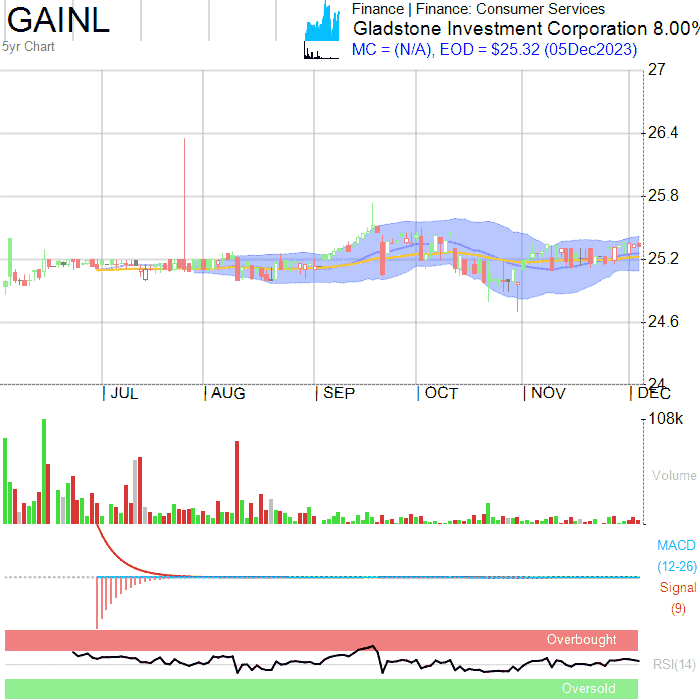 GAINL
Finance | Finance: Consumer Services
Gladstone Investment Corporation 8.00%
5yr Chart
MC = (N/A), EOD = $25.32 (05Dec2023)
27
26.4
25.8
25.2
24.6
24
JUL AUG SEP OCT NOV DEC
108k
Volume
MACD
(12-26)
Signal
(9)
Overbought
RSI(14)
Oversold